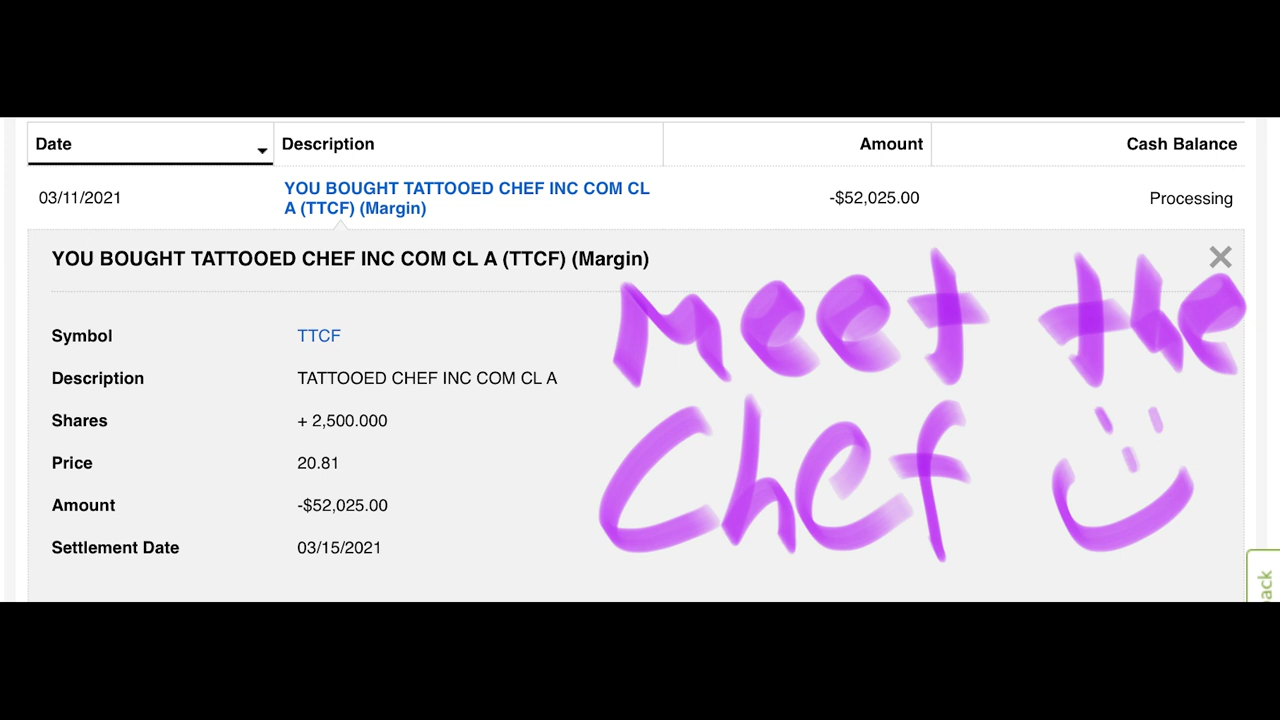 Date Description Amount Cash Balance
03/11/2021 YOU BOUGHT TATTOOED CHEF INC COM CL -$52,025.00 Processing
A (TTCF) (Margin)
YOU BOUGHT TATTOOED CHEF INC COM CL A (TTCF) (Margin)
Meet the
Symbol TTCF
Description TATTOOED CHEF INC COM CL A
Shares + 2,500.000
Chef
Price 20.81
Amount -$52,025.00
Settlement Date 03/15/2021